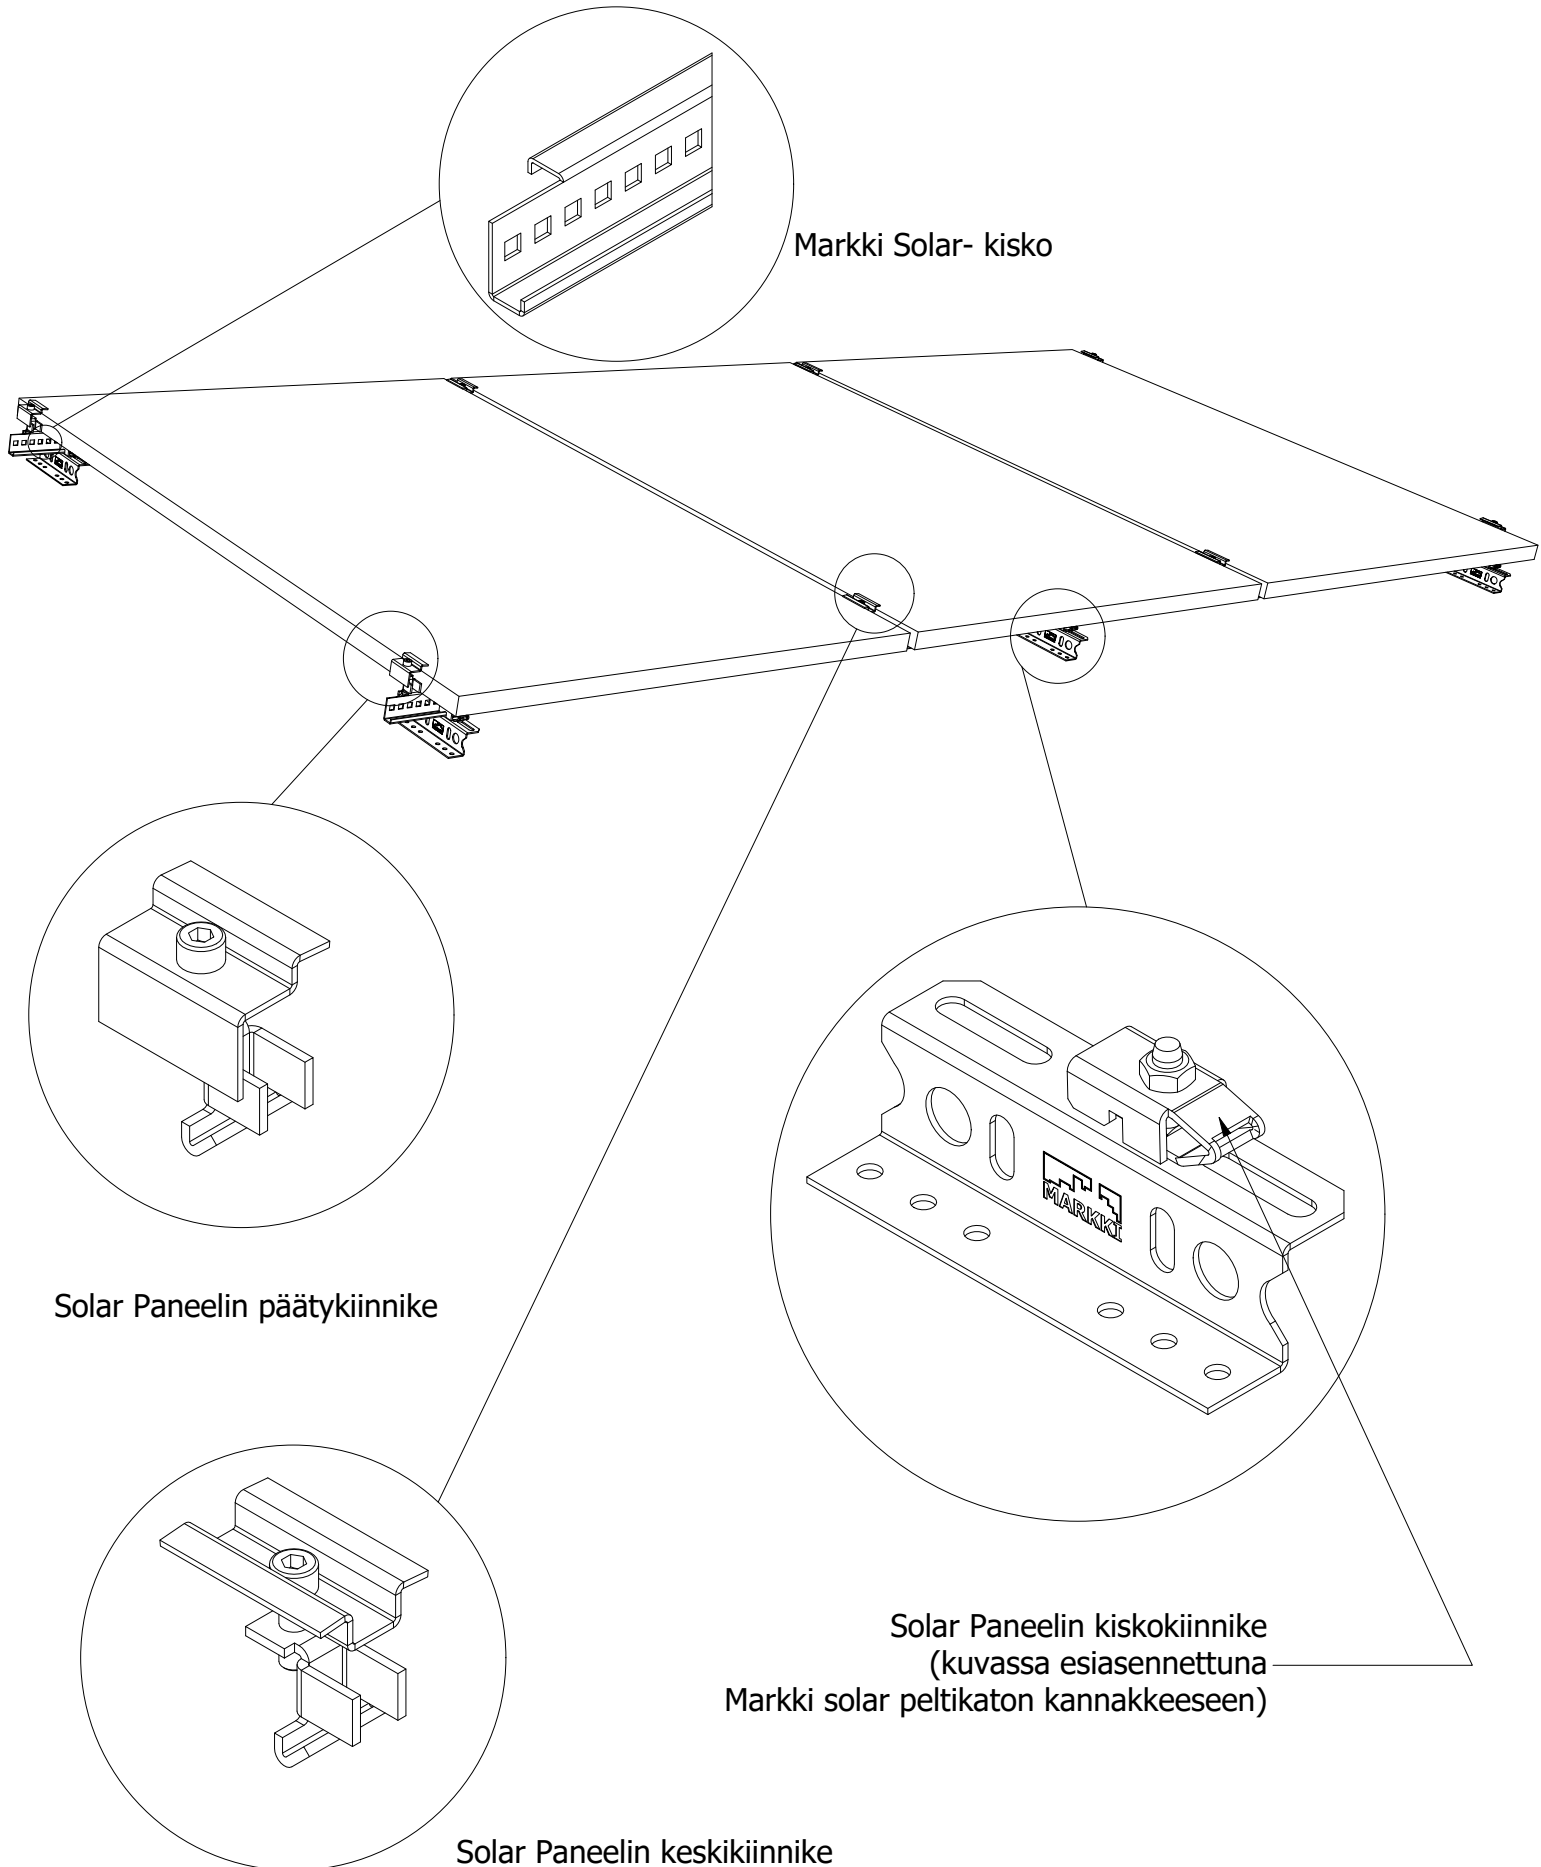 Markki Solar- kisko
Solar Paneelin päätykiinnike
MARKKI
Solar Paneelin kiskokiinnike
(kuvassa esiasennettuna
Markki solar peltikaton kannakkeeseen)
Solar Paneelin keskikiinnike